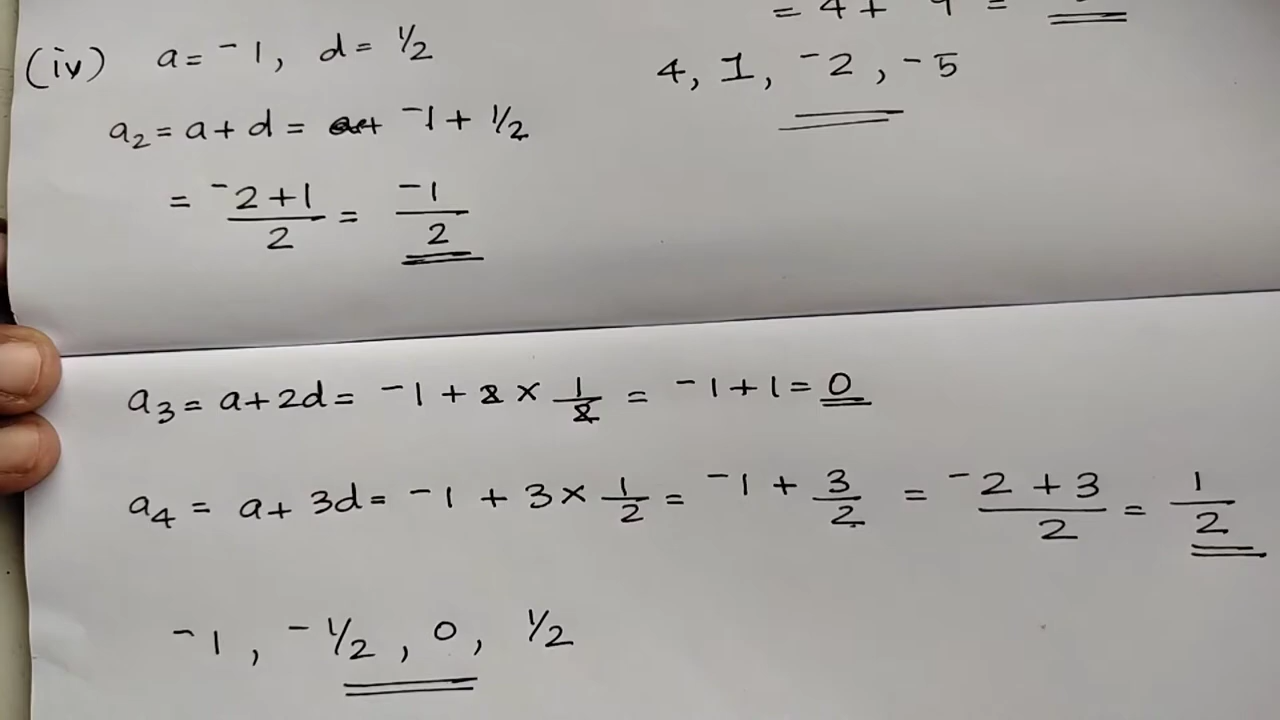 = 4 +
4, 1, -2, -5
(iv) a = -1, d = 1/2
a₂ = a + d = -1 + 1/2
= -2+1/2 = -1/2
a₃ = a+2d = -1 + 2 × 1/2 = -1+1 = 0
a₄ = a+ 3d = -1 + 3 × 1/2 = -1 + 3/2 = -2+3/2 = 1/2
-1, -1/2, 0, 1/2